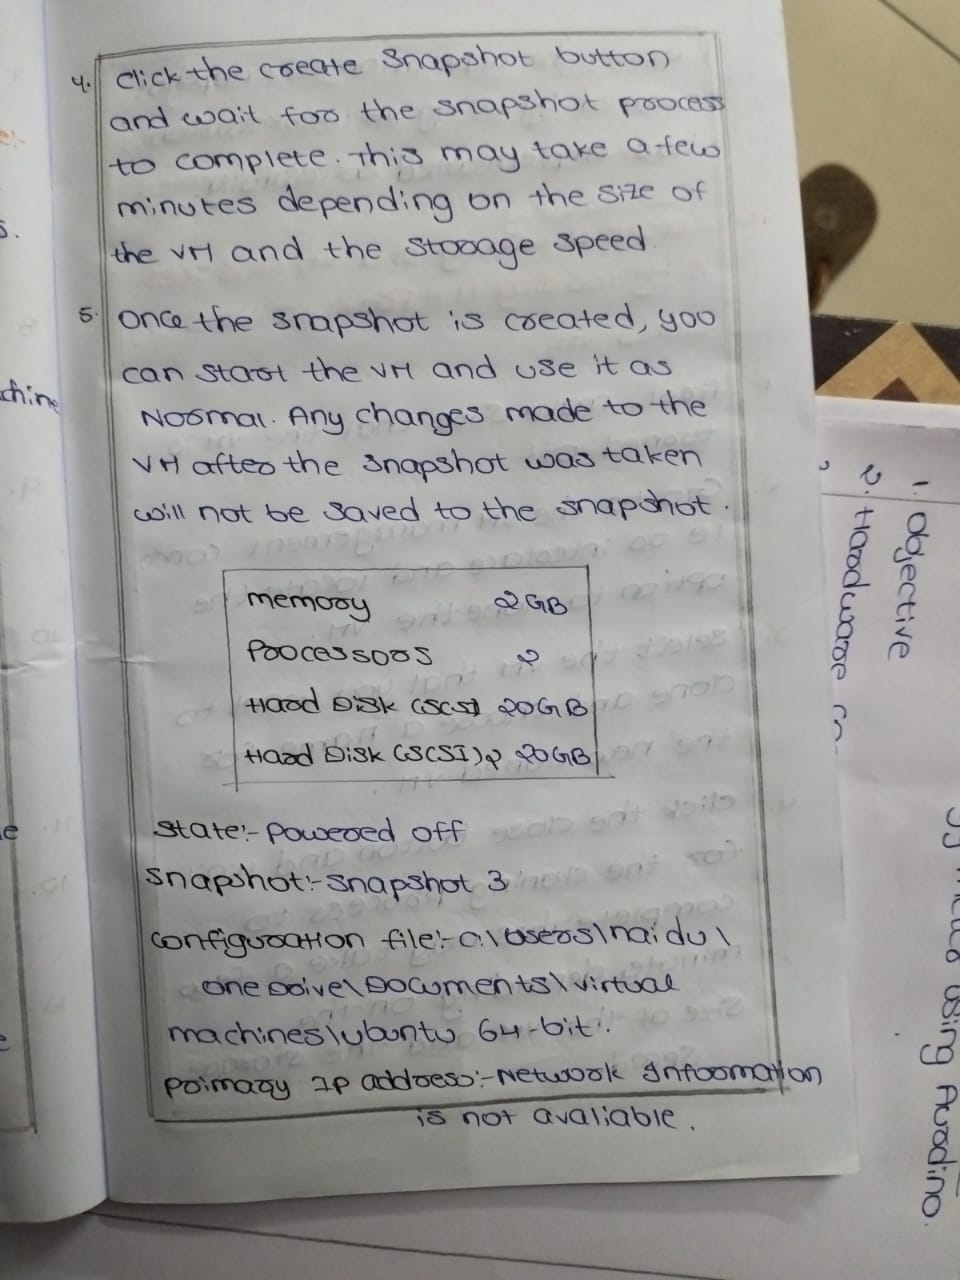 4. Click the create Snapshot button
and wait for the snapshot process
to complete. This may take a few
minutes depending on the size of
the VM and the storage speed.
5. Once the snapshot is created, you
can start the VM and use it as
Normal. Any changes made to the
VM after the snapshot was taken
will not be saved to the snapshot.
memory 2 GB
Processors 2
Hard Disk (SCSI) 20GB
Hard Disk (SCSI) 2 20GB
State:- powered off
Snapshot:- snapshot 3
configuration file:- C:\Users\naidu\
one Drive\Documents\Virtual
machines\ubuntu 64-bit.
Primary Ip address:- Network Information
is not avaliable.
chine
1. Objective
2. Hardware
using Aurdino.